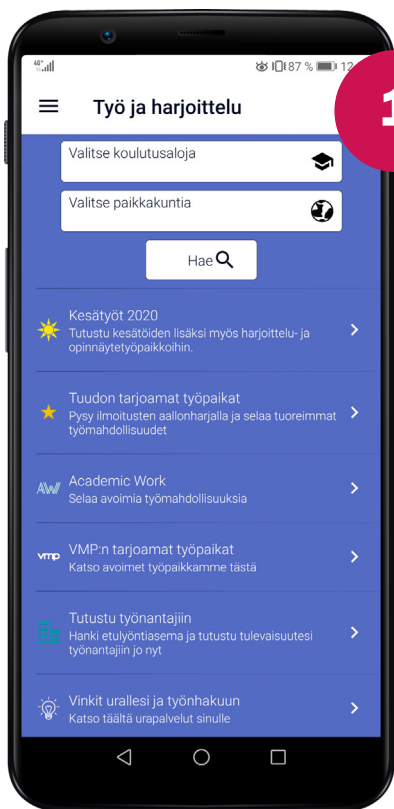 4G+ 87 % 12
1
Työ ja harjoittelu
Valitse koulutusaloja
Valitse paikkakuntia
Hae
Kesätyöt 2020
Tutustu kesätöiden lisäksi myös harjoittelu- ja
opinnäytetyöpaikkoihin.
Tuudon tarjoamat työpaikat
Pysy ilmoitusten aallonharjalla ja selaa tuoreimmat
työmahdollisuudet
AW Academic Work
Selaa avoimia työmahdollisuuksia
vmp VMP:n tarjoamat työpaikat
Katso avoimet työpaikkamme tästä
Tutustu työnantajiin
Hanki etulyöntiasema ja tutustu tulevaisuutesi
työnantajiin jo nyt
Vinkit urallesi ja työnhakuun
Katso täältä urapalvelut sinulle